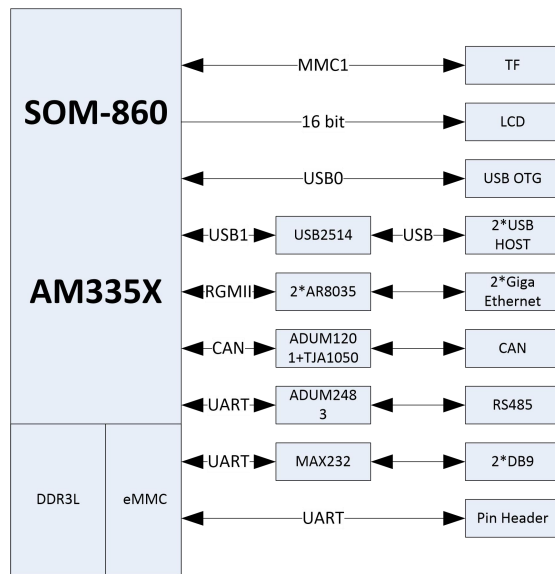 SOM-860
AM335X
DDR3L
eMMC
MMC1
TF
16 bit
LCD
USB0
USB OTG
USB1
USB2514
USB
2*USB
HOST
RGMII
2*AR8035
2*Giga
Ethernet
CAN
ADUM120
1+TJA1050
CAN
UART
ADUM248
3
RS485
UART
MAX232
2*DB9
UART
Pin Header